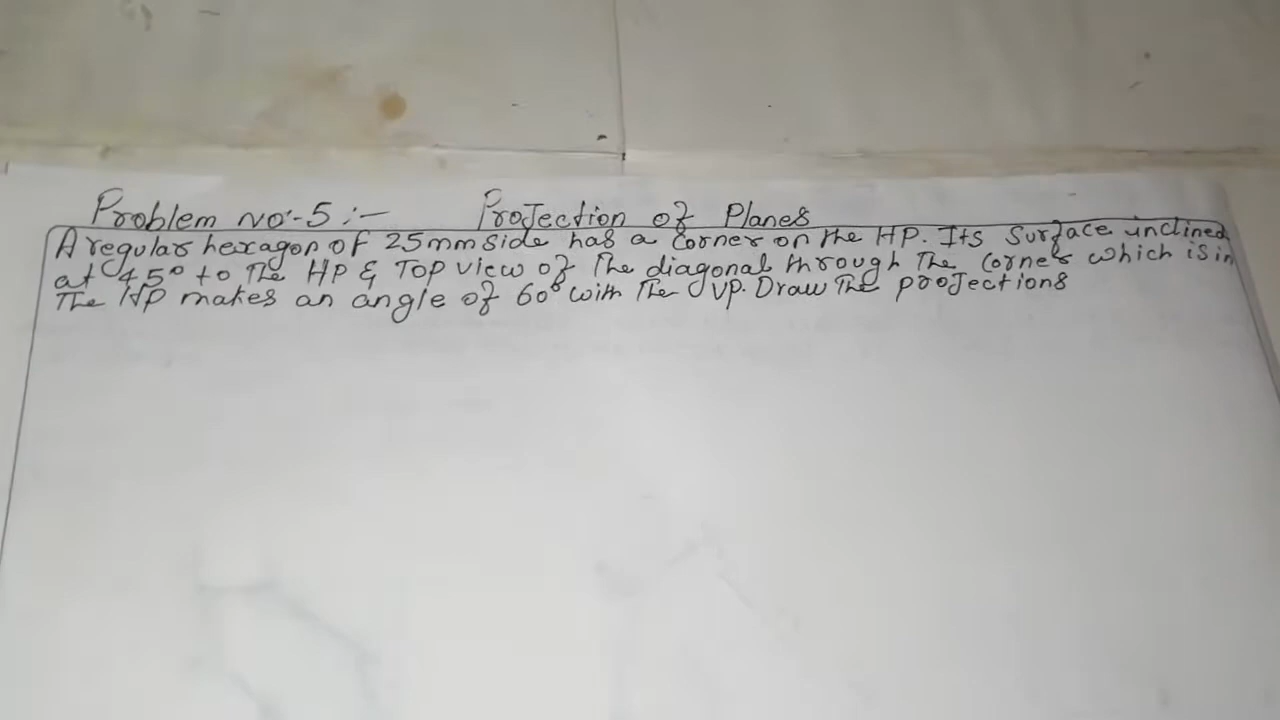 Problem No:-5 :- Projection of Planes
A regular hexagon of 25mm side has a corner on the HP. Its Surface inclined
at 45° to the HP & Top view of the diagonal through the corner which is in
The HP makes an angle of 60° with the VP. Draw the projections